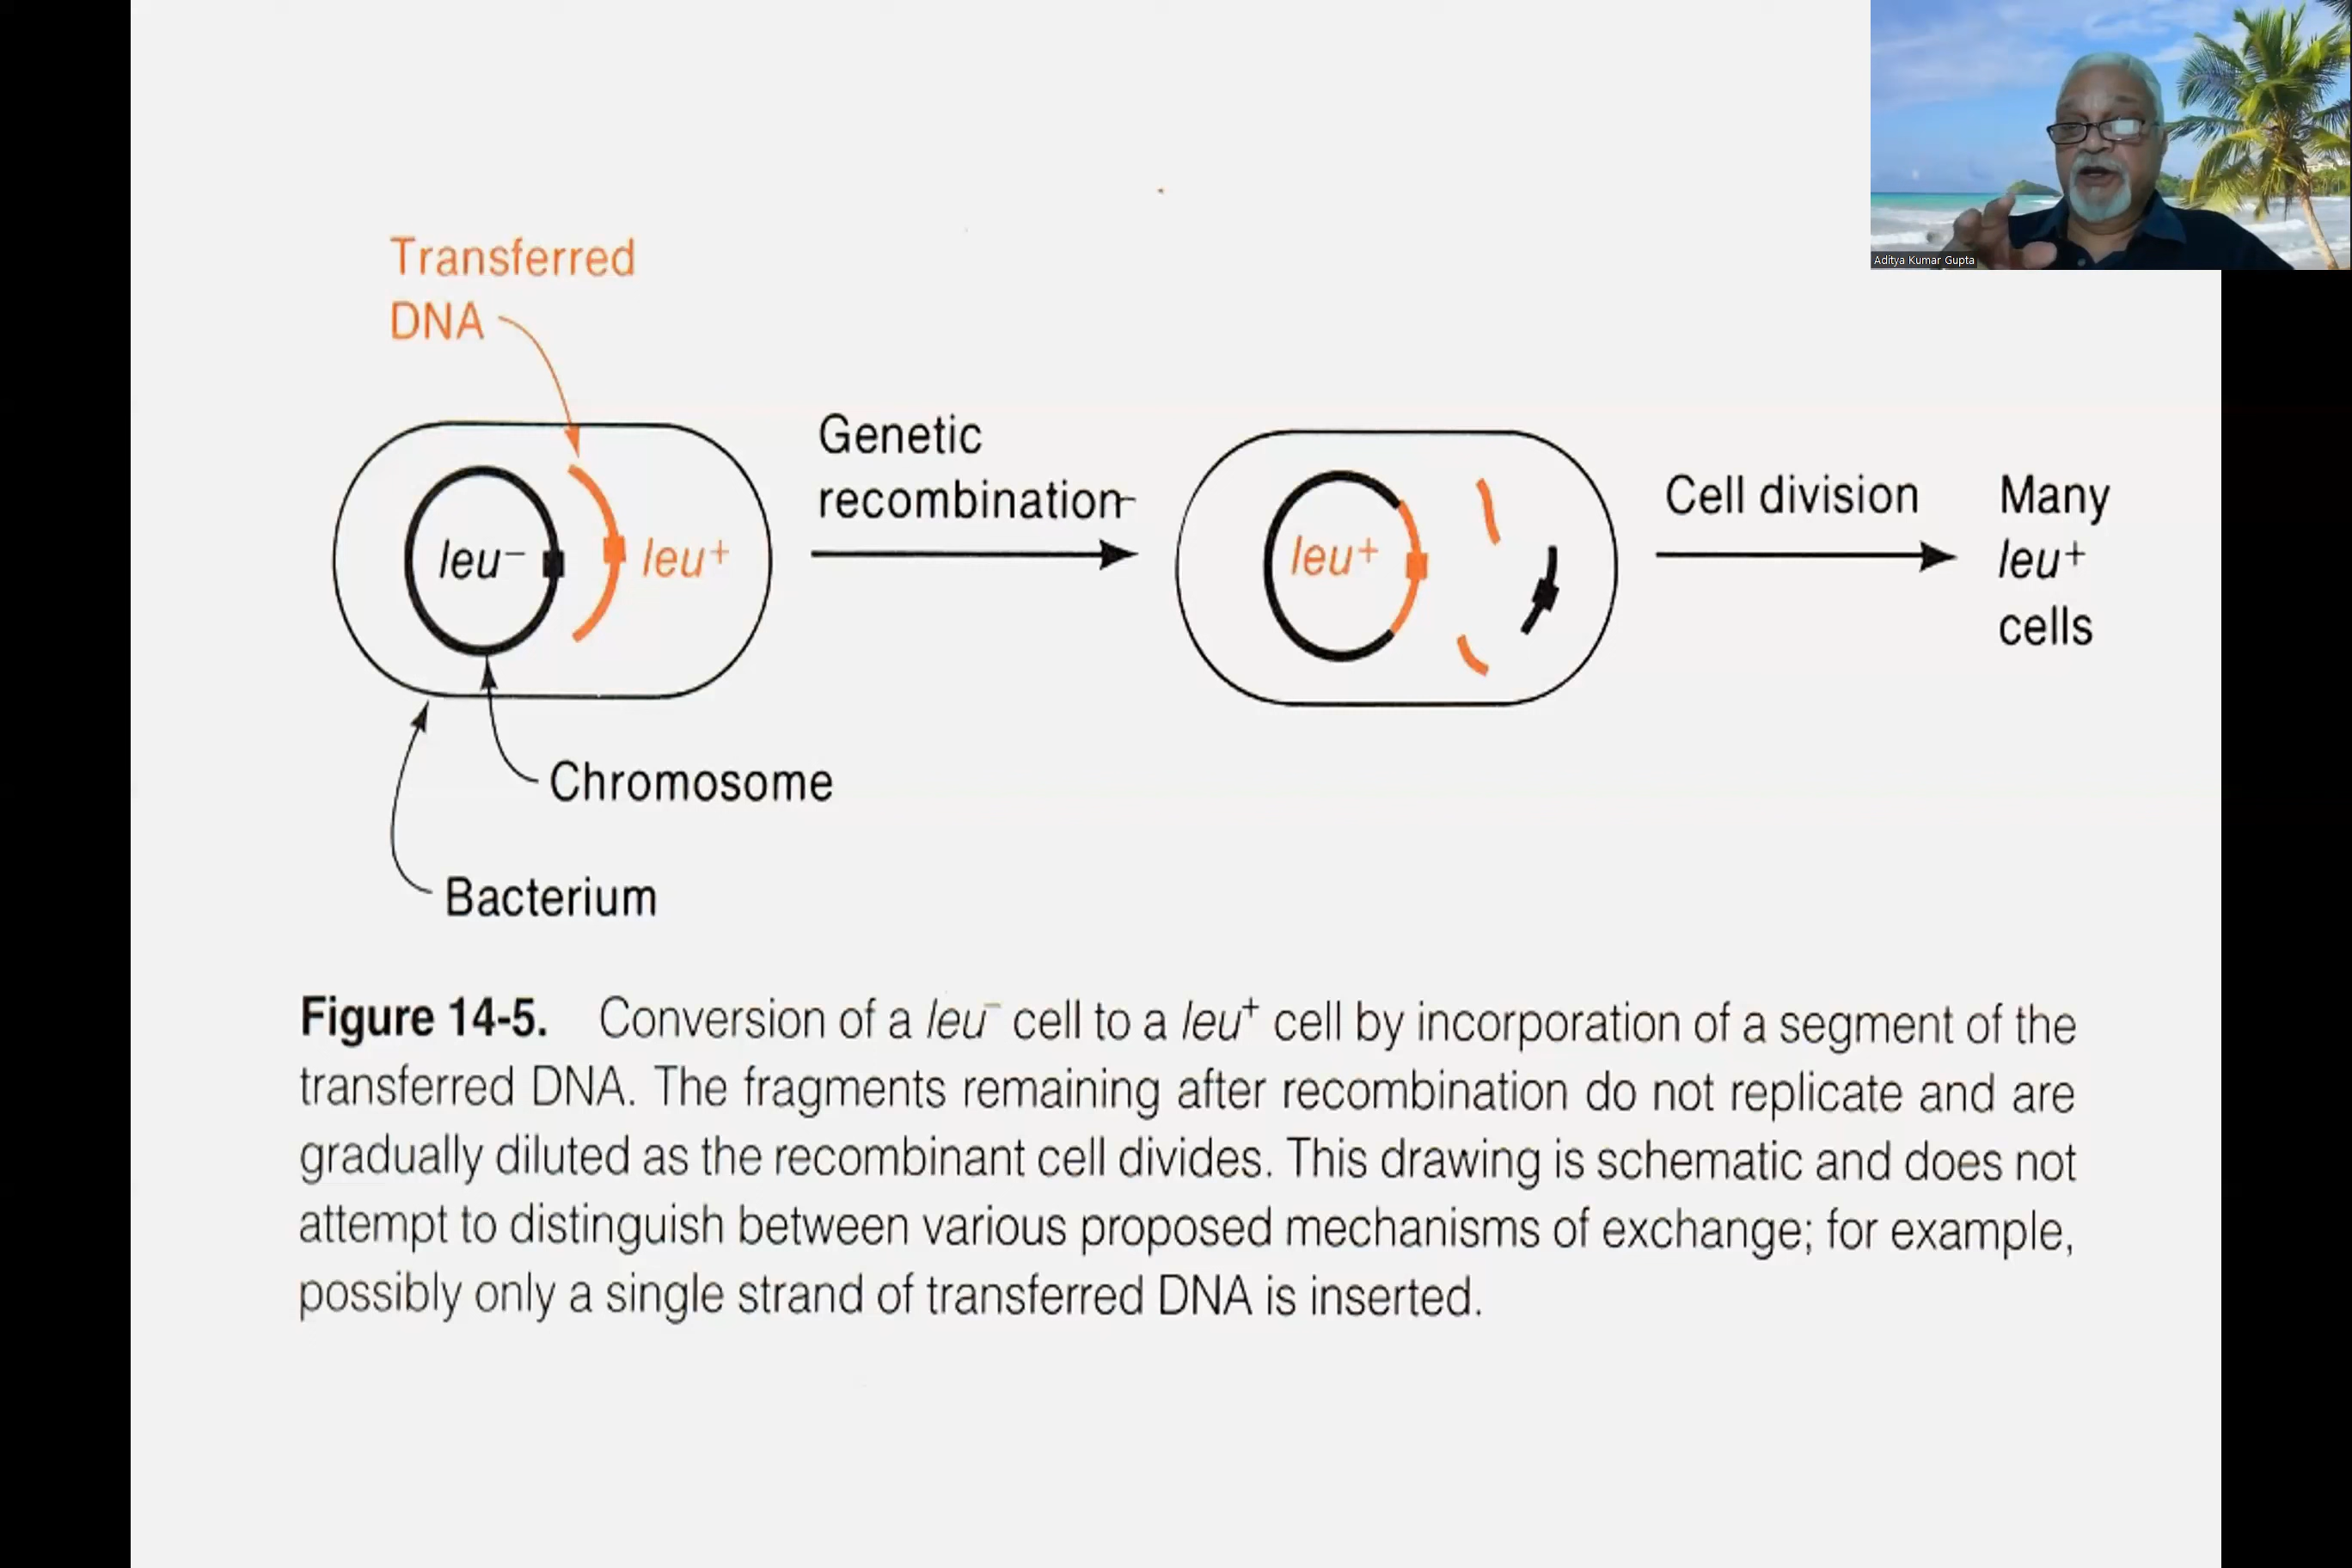 Aditya Kumar Gupta
Transferred
DNA
leu⁻
leu⁺
Genetic
recombination
leu⁺
Cell division
Many
leu⁺
cells
Chromosome
Bacterium
Figure 14-5. Conversion of a leu⁻ cell to a leu⁺ cell by incorporation of a segment of the
transferred DNA. The fragments remaining after recombination do not replicate and are
gradually diluted as the recombinant cell divides. This drawing is schematic and does not
attempt to distinguish between various proposed mechanisms of exchange; for example,
possibly only a single strand of transferred DNA is inserted.